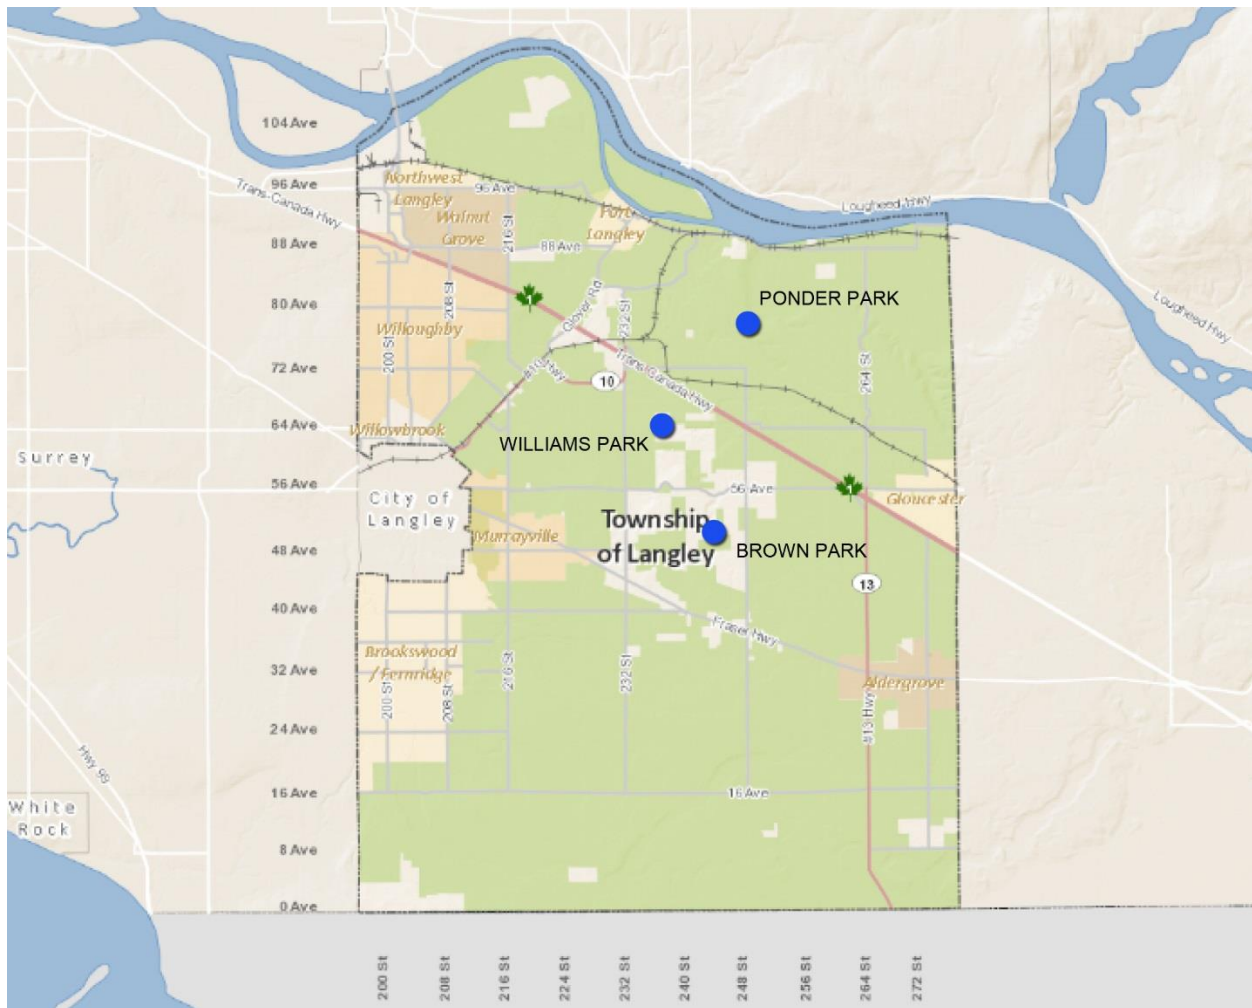 104 Ave
96 Ave
88 Ave
80 Ave
72 Ave
64 Ave
56 Ave
48 Ave
40 Ave
32 Ave
24 Ave
16 Ave
8 Ave
0 Ave
Trans-Canada Hwy
Northwest
Langley
96 Ave
Walnut
Grove
216 St
88 Ave
Fort
Langley
Lougheed Hwy
Lougheed Hwy
208 St
1
Glover Rd
232 St
PONDER PARK
Willoughby
200 St
#10 Hwy
10
Trans-Canada Hwy
264 St
Willowbrook
WILLIAMS PARK
Surrey
City of
Langley
56 Ave
1
Gloucester
Township
of Langley
Murrayville
BROWN PARK
13
Fraser Hwy
Brookswood
/ Fernridge
200 St
208 St
216 St
232 St
Aldergrove
#13 Hwy
Hwy 99
16 Ave
White
Rock
200 St
208 St
216 St
224 St
232 St
240 St
248 St
256 St
264 St
272 St